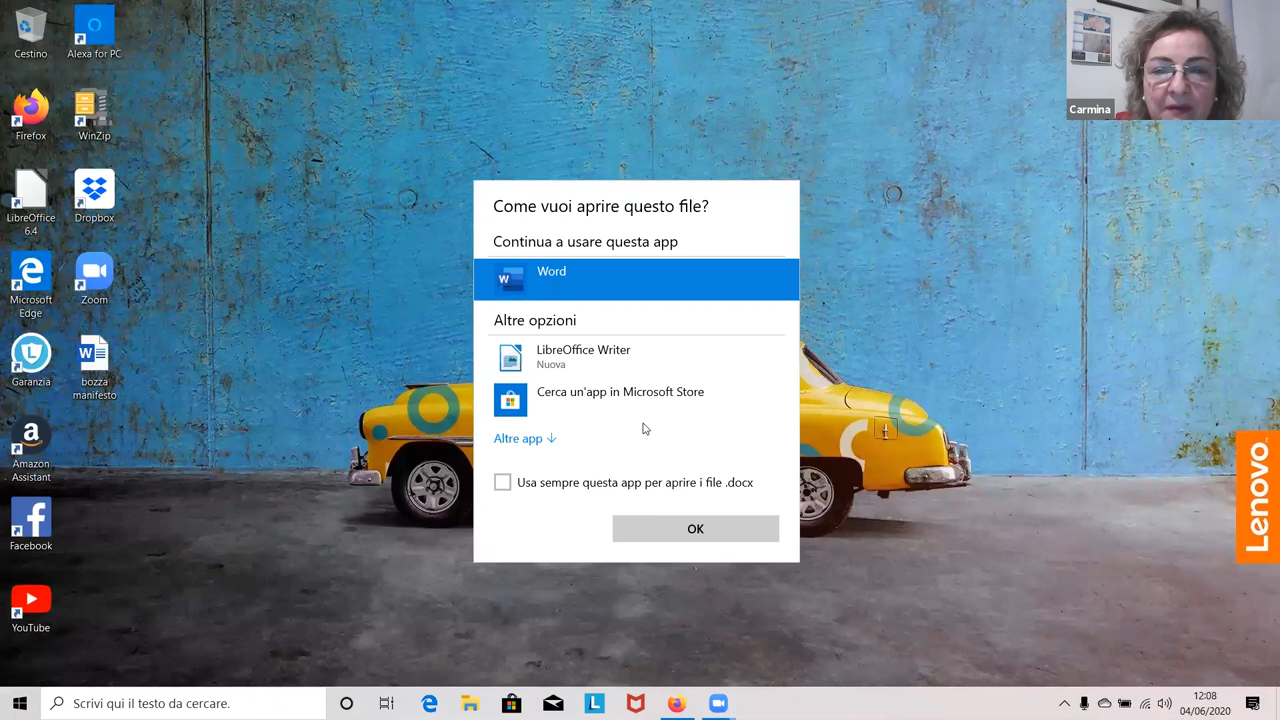 Cestino
Alexa for PC
Carmina
Firefox
WinZip
LibreOffice
6.4
Dropbox
Microsoft
Edge
Zoom
Garanzia
bozza
manifesto
Amazon
Assistant
Facebook
YouTube
Come vuoi aprire questo file?
Continua a usare questa app
Word
Altre opzioni
LibreOffice Writer
Nuova
Cerca un'app in Microsoft Store
Altre app
Usa sempre questa app per aprire i file .docx
OK
Lenovo
Scrivi qui il testo da cercare.
12:08
04/06/2020